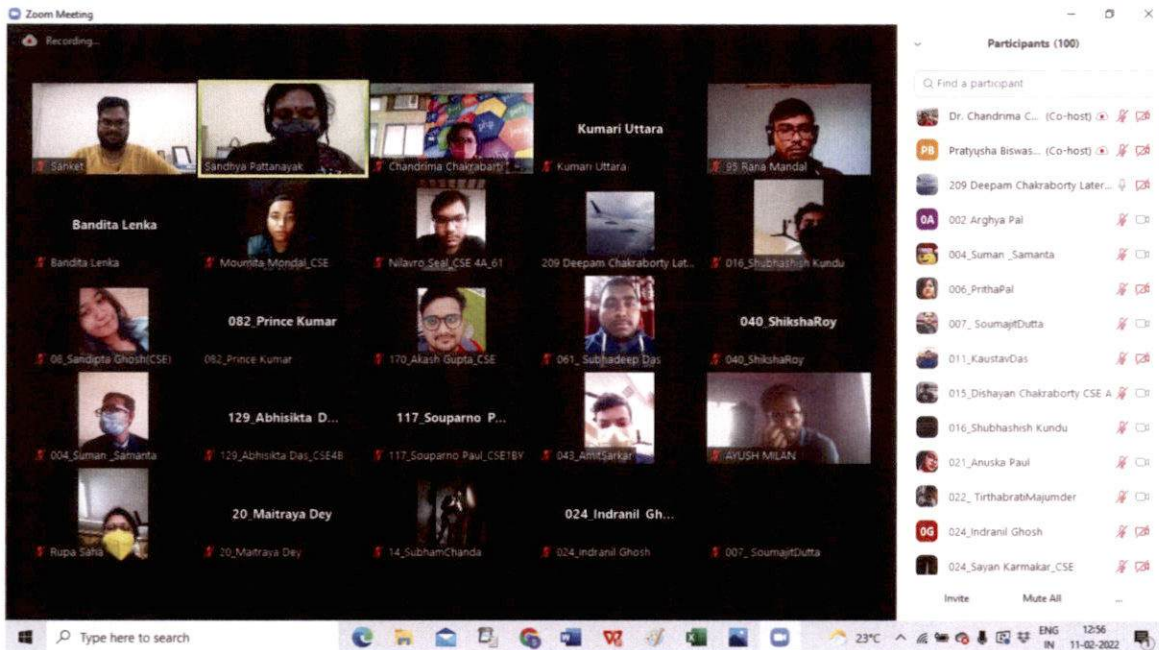 Zoom Meeting
Recording...
Participants (100)
Find a participant
Sanket
Sandhya Pattanayak
php
Chandrima Chakrabarti
Kumari Uttara
Kumari Uttara
95 Rana Mandal
Bandita Lenka
Bandita Lenka
Moumita Mondal_CSE
Nilavro Seal_CSE 4A_61
209 Deepam Chakraborty Lat...
016_Shubhashish Kundu
08_Sandipta Ghosh(CSE)
082_Prince Kumar
082_Prince Kumar
170_Akash Gupta_CSE
061_ Subhadeep Das
040_ShikshaRoy
040_ShikshaRoy
004_Suman _Samanta
129_Abhisikta D...
129_Abhisikta Das_CSE4B
117_Souparno P...
117_Souparno Paul_CSE1BY
043_AmitSarkar
AYUSH MILAN
Rupa Saha
20_Maitraya Dey
20_Maitraya Dey
14_SubhamChanda
024_Indranil Gh...
024_Indranil Ghosh
007_ SoumajitDutta
Dr. Chandrima C... (Co-host)
PB Pratyusha Biswas... (Co-host)
209 Deepam Chakraborty Later...
0A 002 Arghya Pal
004_Suman _Samanta
006_PrithaPal
007_ SoumajitDutta
011_KaustavDas
015_Dishayan Chakraborty CSE A
016_Shubhashish Kundu
021_Anuska Paul
022_ TirthabratiMajumder
0G 024_Indranil Ghosh
024_Sayan Karmakar_CSE
Invite Mute All ...
Type here to search
23°C
ENG
IN
12:56
11-02-2022